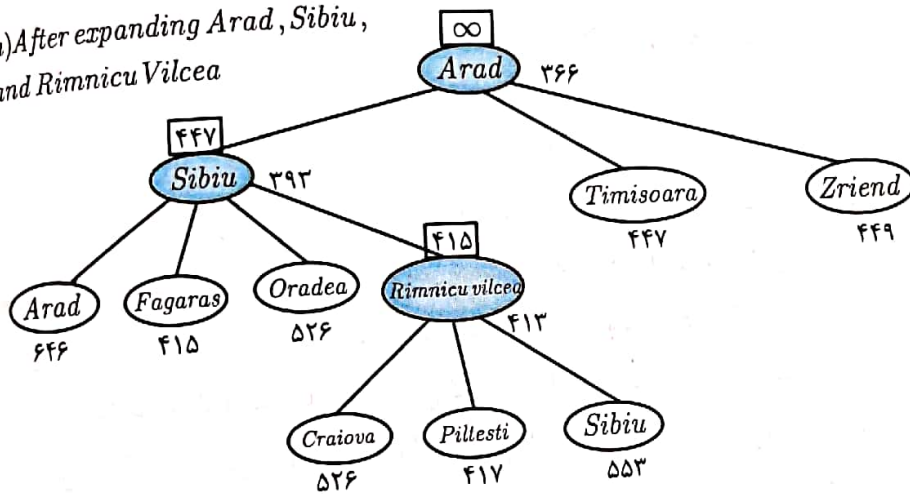 )After expanding Arad, Sibiu,
and Rimnicu Vilcea
∞
Arad ۳۶۶
۴۴۷
Sibiu ۳۹۳
Timisoara
۴۴۷
Zriend
۴۴۹
۴۱۵
Rimnicu vilcea
۴۱۳
Arad
۶۴۶
Fagaras
۴۱۵
Oradea
۵۲۶
Craiova
۵۲۶
Piltesti
۴۱۷
Sibiu
۵۵۳